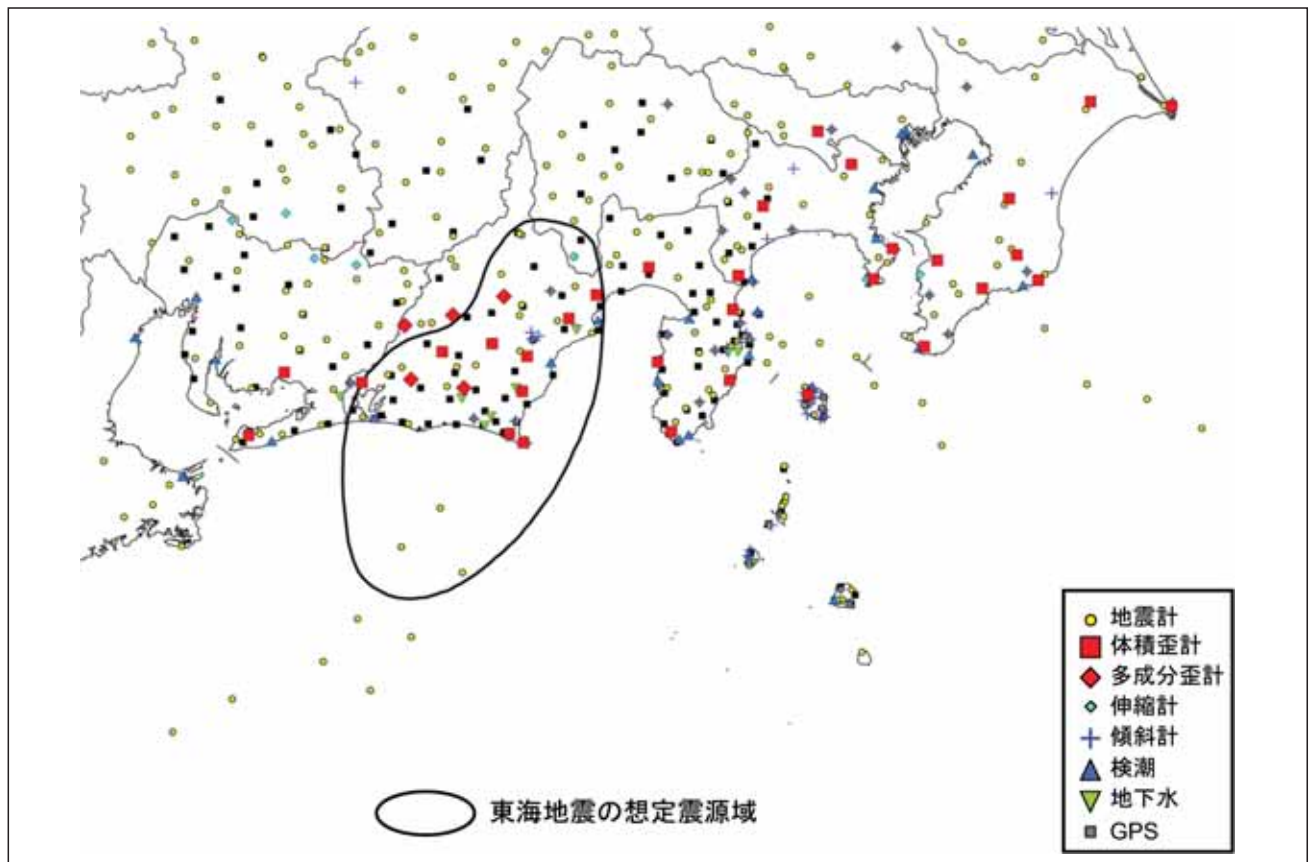 地震計
体積歪計
多成分歪計
伸縮計
傾斜計
検潮
地下水
GPS
東海地震の想定震源域